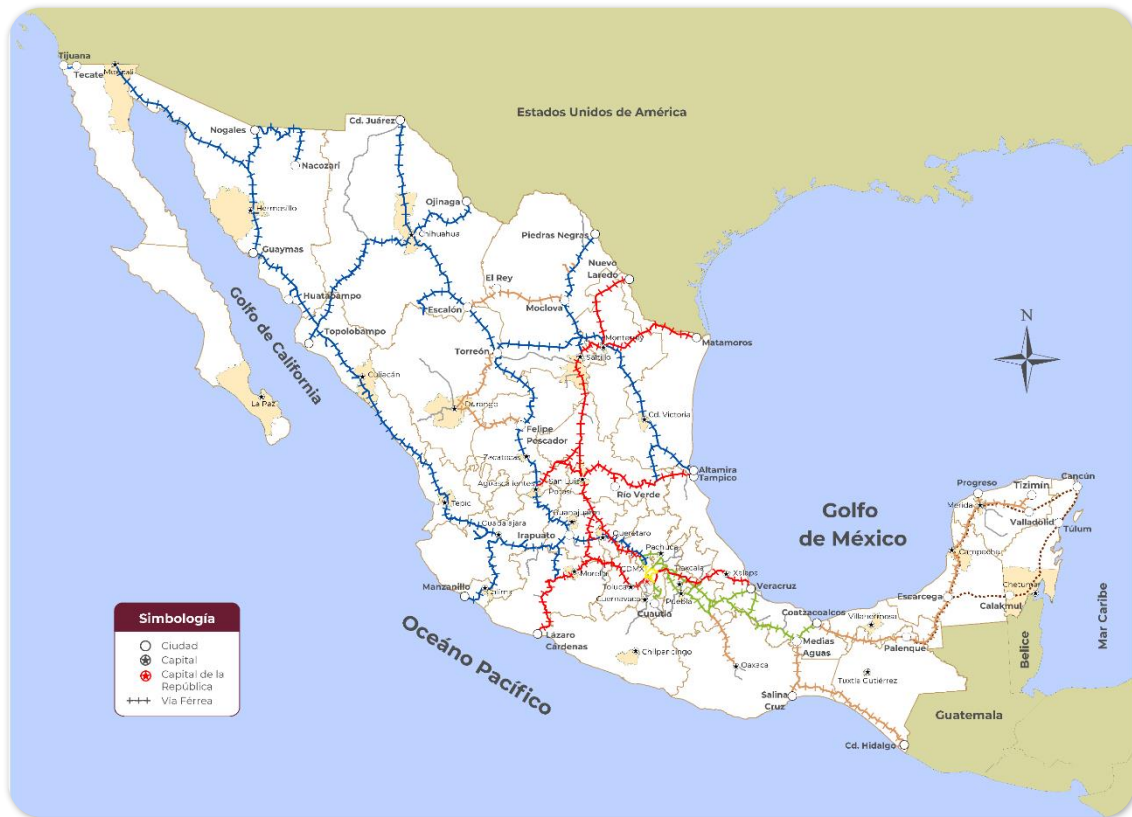 Tijuana
Tecate
Mexicali
Estados Unidos de América
Nogales
Cd. Juárez
Nacozari
Ojinaga
Hermosillo
Chihuahua
Piedras Negras
Guaymas
Nuevo
Laredo
El Rey
Huatabampo
Escalón
Moclova
Golfo de California
Topolobampo
Torreón
Monterrey
Matamoros
Saltillo
N
Culiacán
La Paz
Durango
Cd. Victoria
Felipe
Pescador
Zacatecas
Altamira
Tampico
Aguascalientes
San Luis
Potosí
Río Verde
Tepic
Guanajuato
Guadalajara
Irapuato
Querétaro
Pachuca
Golfo
de México
Progreso
Cancún
Tizimín
Mérida
Valladolid
Túlum
Campeche
Manzanillo
Colima
Morelia
CDMX
Tlaxcala
Xalapa
Veracruz
Toluca
Cuernavaca
Puebla
Cuautla
Coatzacoalcos
Escarcega
Chetumal
Calakmul
Villahermosa
Lázaro
Cárdenas
Chilpancingo
Medias
Aguas
Palenque
Oaxaca
Tuxtla Gutiérrez
Belice
Mar Caribe
Océano Pacífico
Salina
Cruz
Guatemala
Cd. Hidalgo
Simbología
Ciudad
Capital
Capital de la
República
Vía Férrea